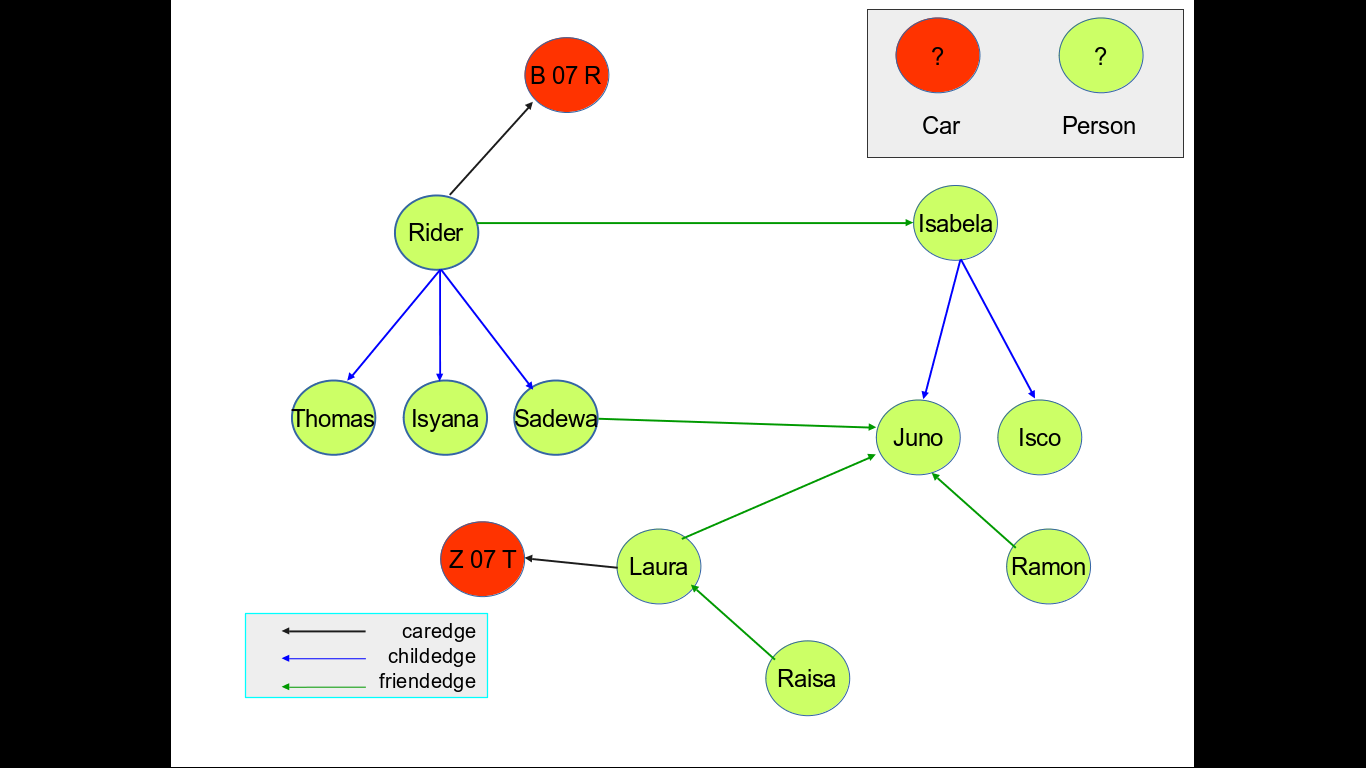 B 07 R
?
?
Car
Person
Rider
Isabela
Thomas
Isyana
Sadewa
Juno
Isco
Z 07 T
Laura
Ramon
caredge
childedge
friendedge
Raisa